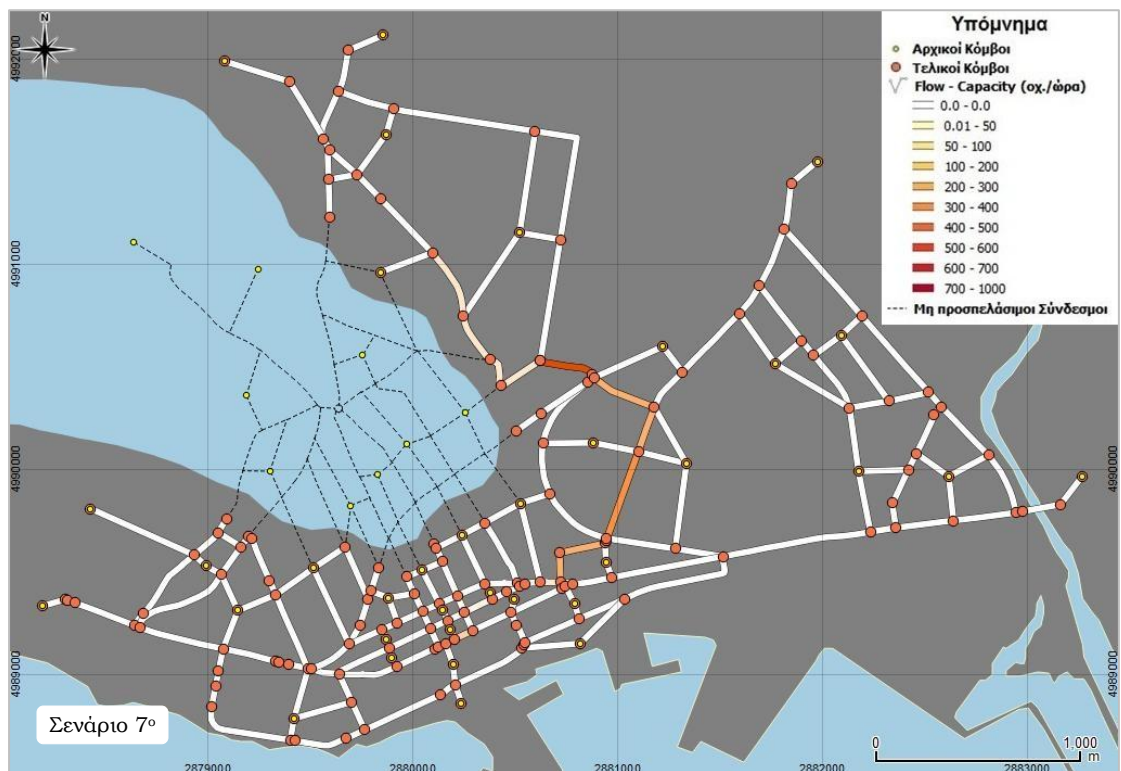 N
Υπόμνημα
Αρχικοί Κόμβοι
Τελικοί Κόμβοι
Flow - Capacity (οχ./ώρα)
0.0 - 0.0
0.01 - 50
50 - 100
100 - 200
200 - 300
300 - 400
400 - 500
500 - 600
600 - 700
700 - 1000
Μη προσπελάσιμοι Σύνδεσμοι
4992000
4991000
4991000
4990000
4990000
4989000
4989000
Σενάριο 7ο
0 1,000
m
2879000 2880000 2881000 2882000 2883000